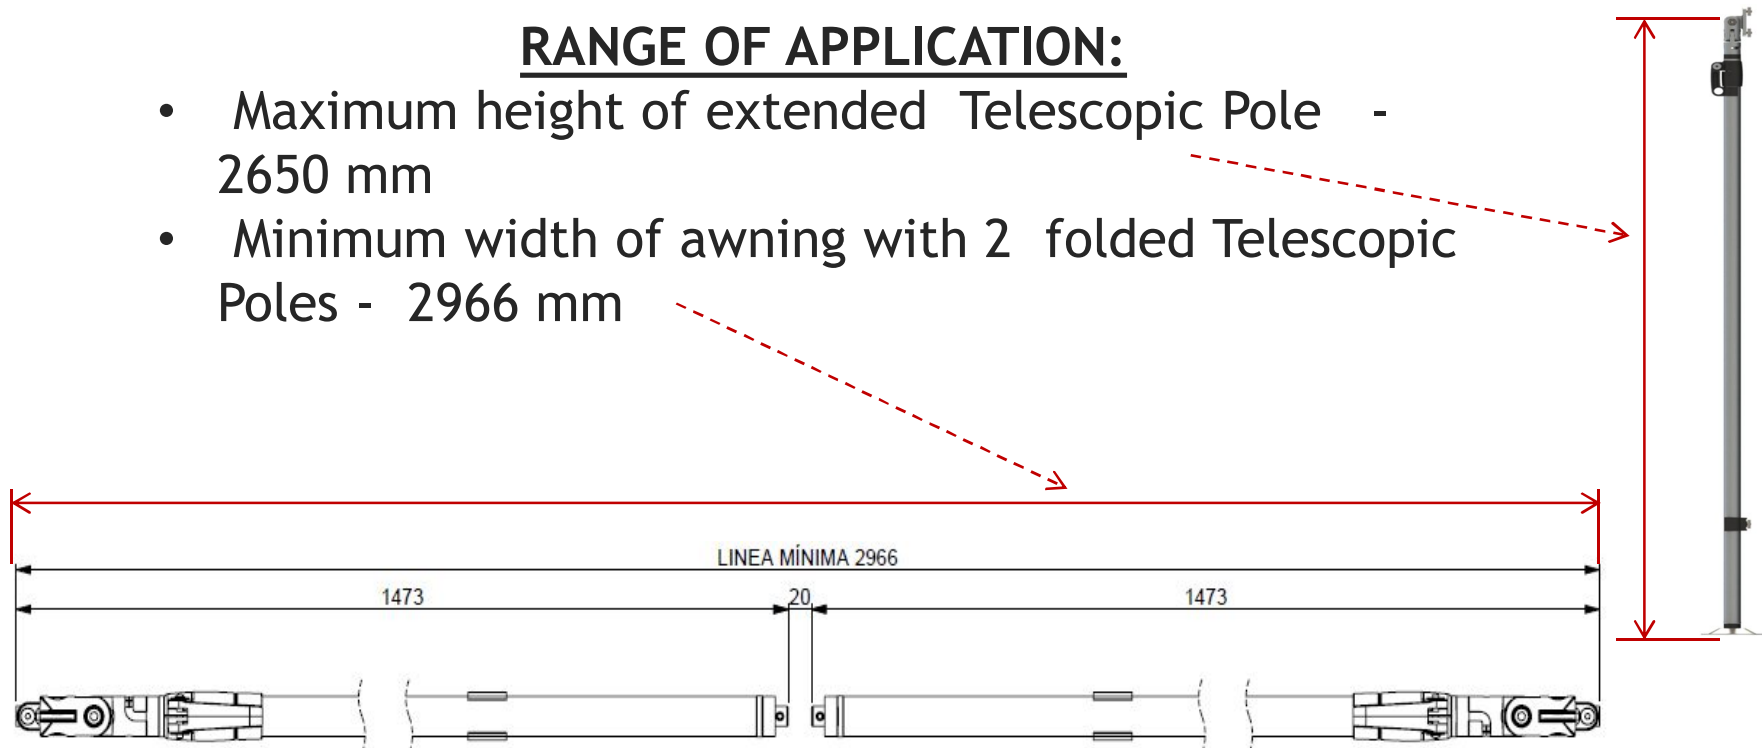 RANGE OF APPLICATION:
• Maximum height of extended Telescopic Pole -
2650 mm
• Minimum width of awning with 2 folded Telescopic
Poles - 2966 mm
LINEA MÍNIMA 2966
1473
20
1473